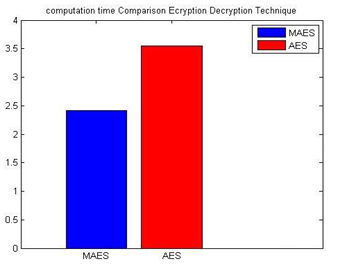 computation time Comparison Ecryption Decryption Technique
MAES
AES
4
3.5
3
2.5
2
1.5
1
0.5
0
MAES
AES